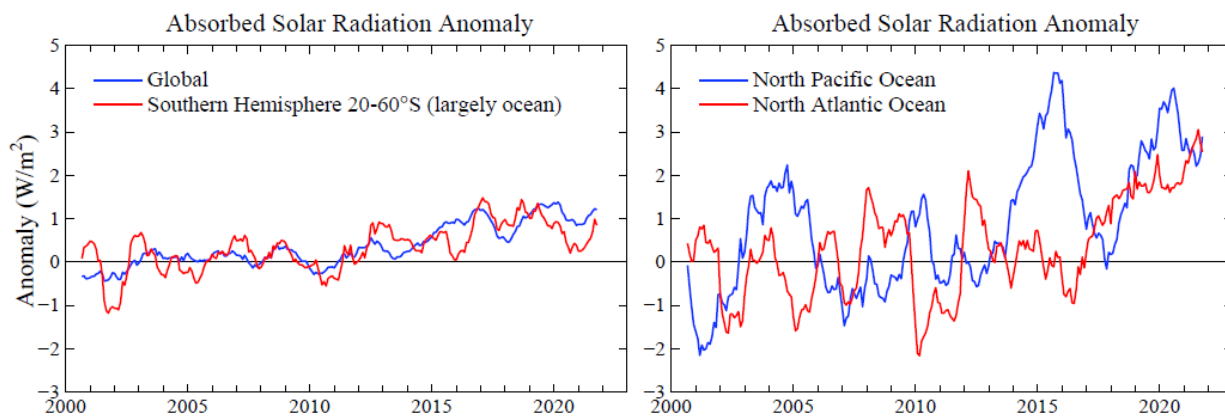 Absorbed Solar Radiation Anomaly
Anomaly (W/m²)
5
4
3
2
1
0
−1
−2
−3
Global
Southern Hemisphere 20-60°S (largely ocean)
2000 2005 2010 2015 2020
Absorbed Solar Radiation Anomaly
5
4
3
2
1
0
−1
−2
−3
North Pacific Ocean
North Atlantic Ocean
2000 2005 2010 2015 2020